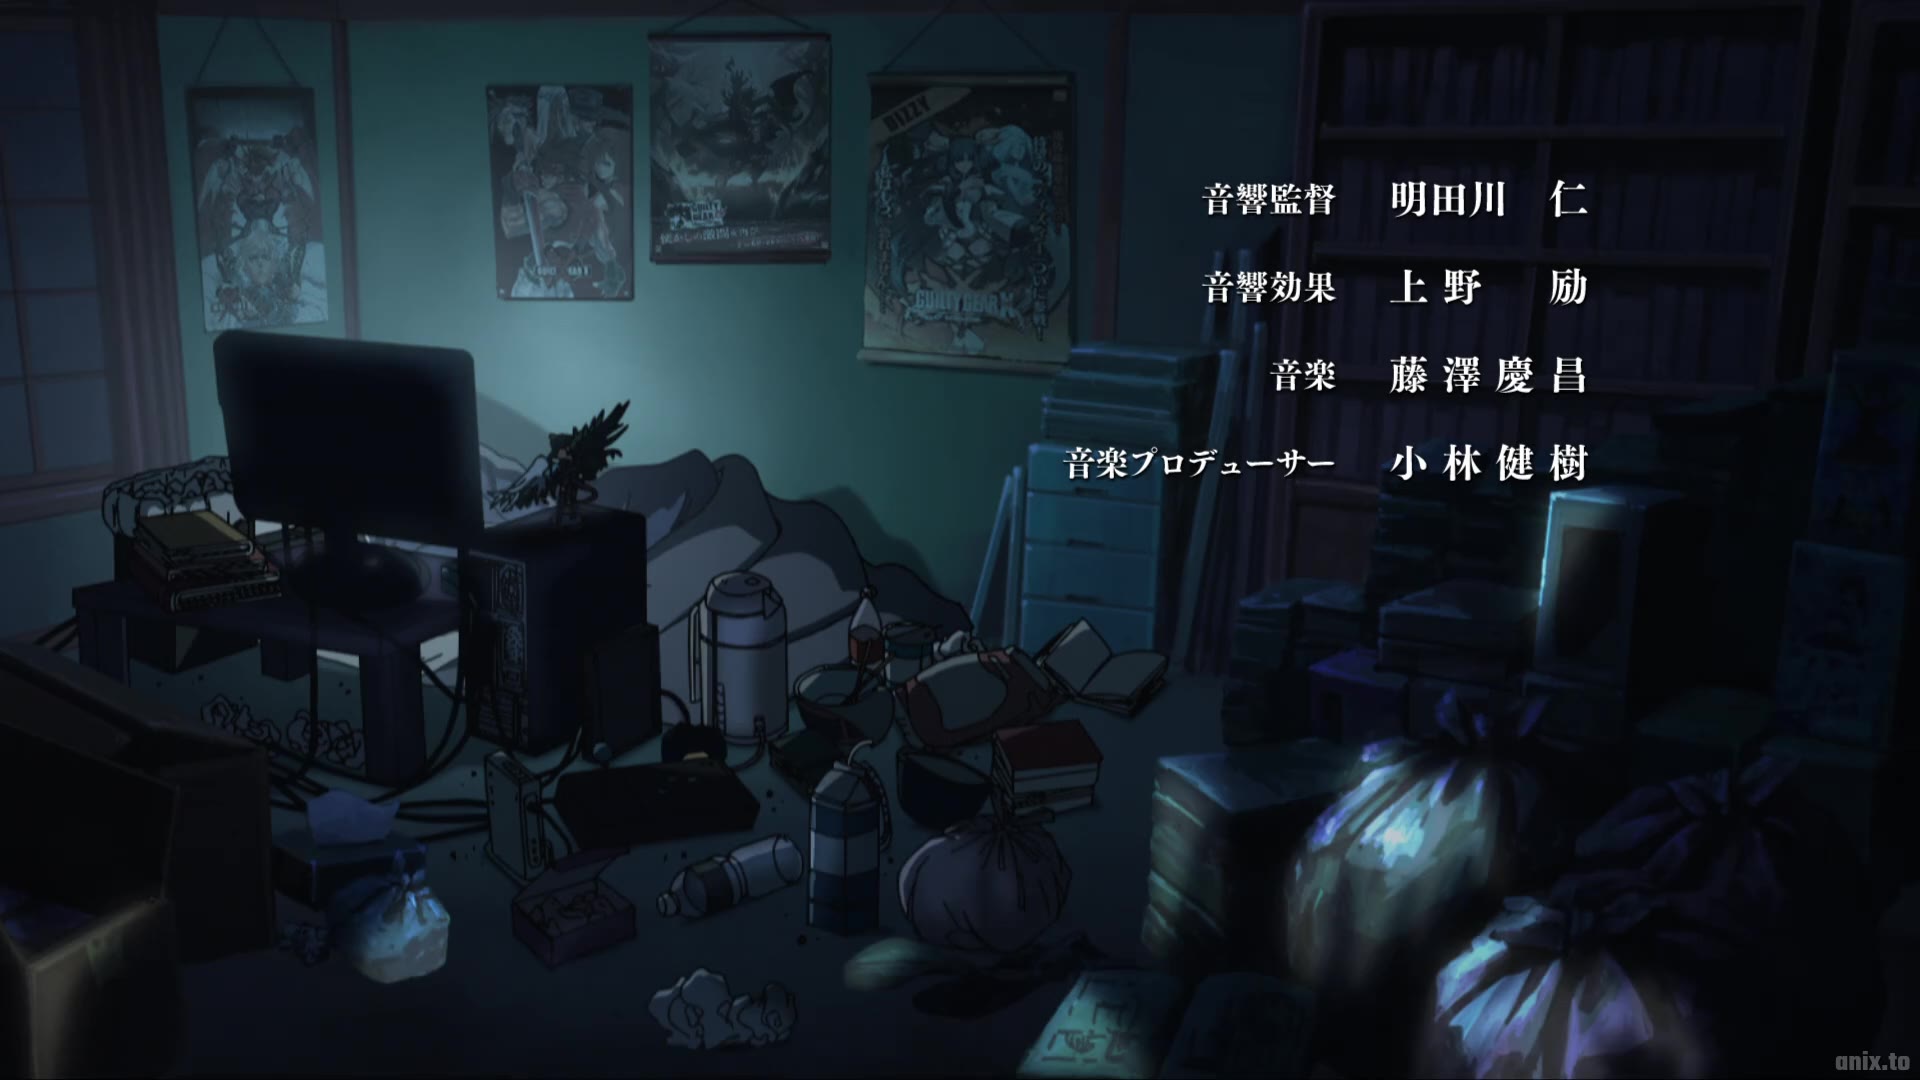 音響監督 明田川 仁
音響効果 上野 励
音楽 藤澤慶昌
音楽プロデューサー 小林健樹
DIZZY
GUILTY GEAR
GUILTY GEAR X
anix.to